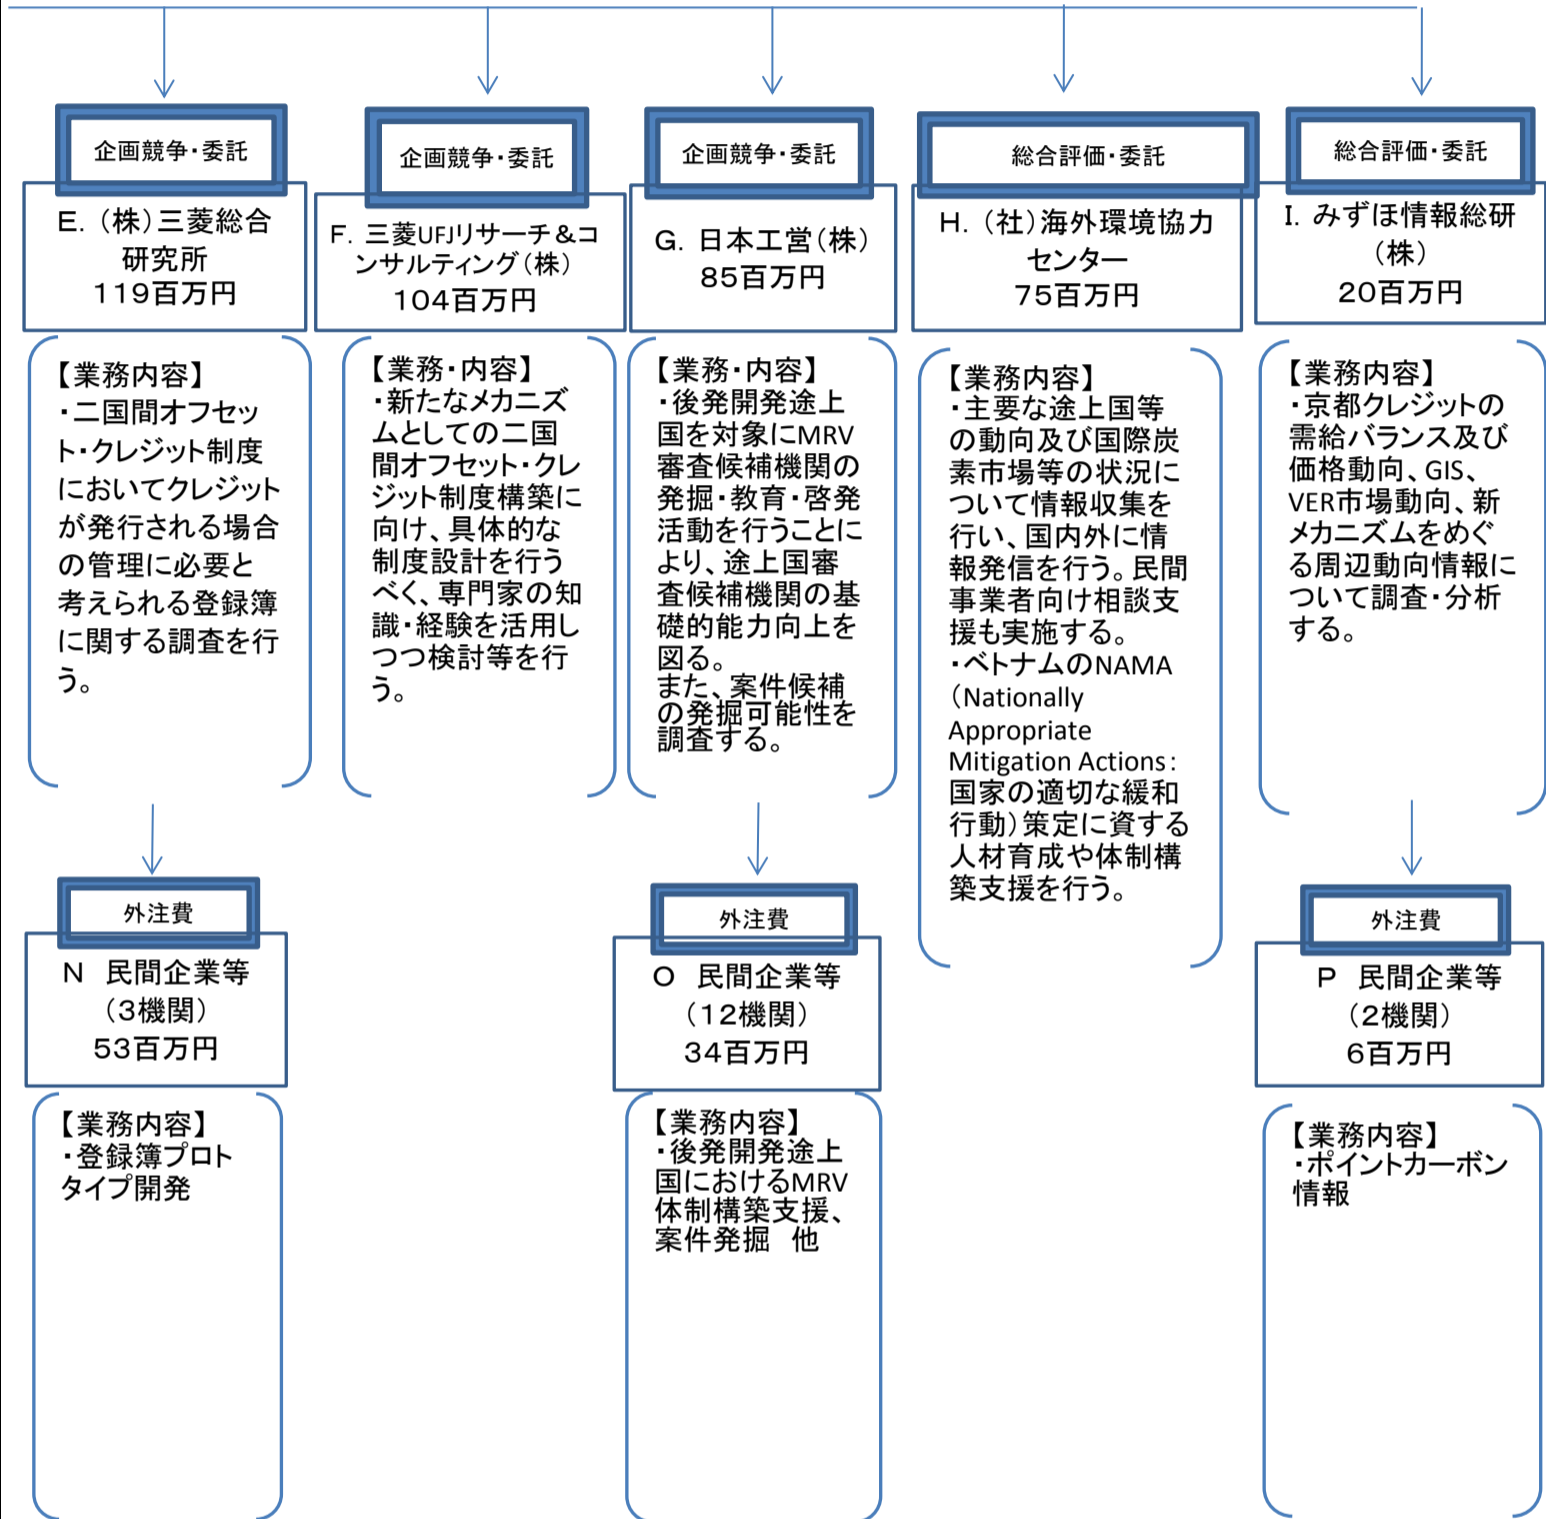 企画競争・委託
E.（株）三菱総合
研究所
119百万円
【業務内容】
・二国間オフセッ
ト・クレジット制度
においてクレジット
が発行される場合
の管理に必要と
考えられる登録簿
に関する調査を行
う。
外注費
N　民間企業等
（3機関）
53百万円
【業務内容】
・登録簿プロト
タイプ開発
企画競争・委託
F. 三菱UFJリサーチ＆コ
ンサルティング（株）
104百万円
【業務・内容】
・新たなメカニズ
ムとしての二国
間オフセット・クレ
ジット制度構築に
向け、具体的な
制度設計を行う
べく、専門家の知
識・経験を活用し
つつ検討等を行
う。
企画競争・委託
G. 日本工営（株）
85百万円
【業務・内容】
・後発開発途上
国を対象にMRV
審査候補機関の
発掘・教育・啓発
活動を行うことに
より、途上国審
査候補機関の基
礎的能力向上を
図る。
また、案件候補
の発掘可能性を
調査する。
外注費
O　民間企業等
（12機関）
34百万円
【業務内容】
・後発開発途上
国におけるMRV
体制構築支援、
案件発掘　他
総合評価・委託
H.（社）海外環境協力
センター
75百万円
【業務内容】
・主要な途上国等
の動向及び国際炭
素市場等の状況に
ついて情報収集を
行い、国内外に情
報発信を行う。民間
事業者向け相談支
援も実施する。
・ベトナムのNAMA
（Nationally
Appropriate
Mitigation Actions：
国家の適切な緩和
行動）策定に資する
人材育成や体制構
築支援を行う。
総合評価・委託
I. みずほ情報総研
（株）
20百万円
【業務内容】
・京都クレジットの
需給バランス及び
価格動向、GIS、
VER市場動向、新
メカニズムをめぐ
る周辺動向情報に
ついて調査・分析
する。
外注費
P　民間企業等
（2機関）
6百万円
【業務内容】
・ポイントカーボン
情報